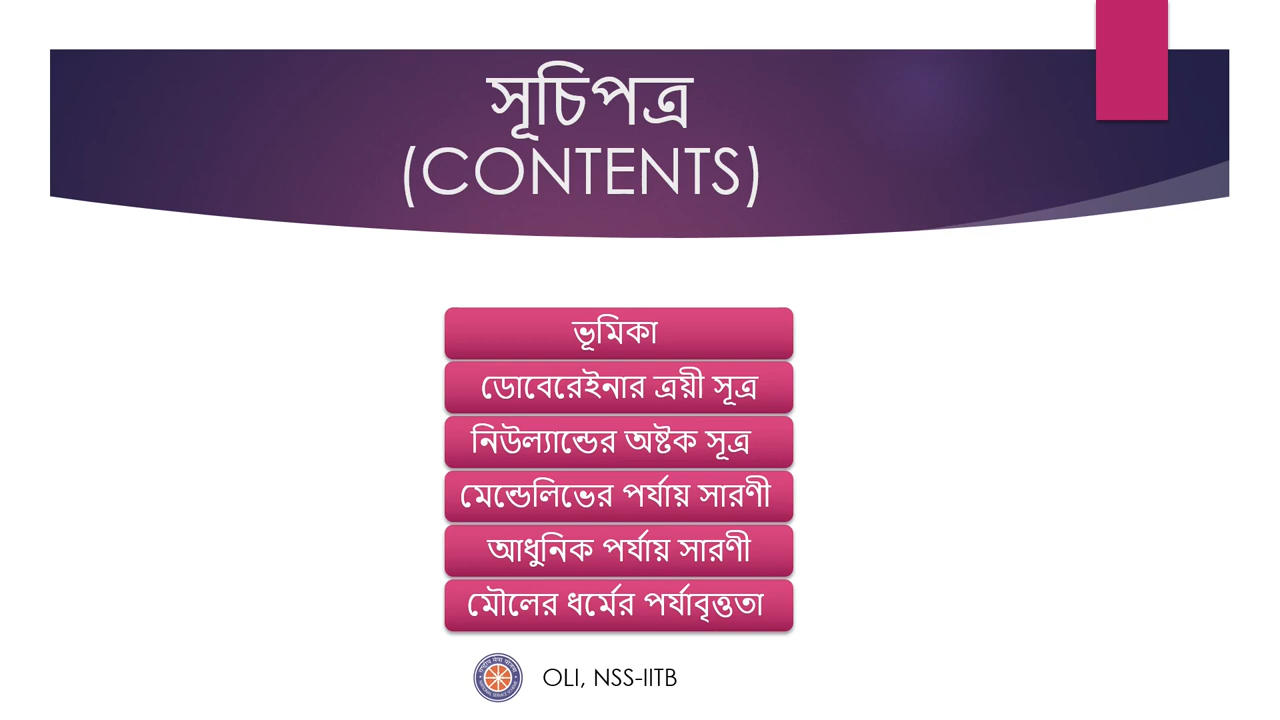 সূচিপত্র
(CONTENTS)
ভূমিকা
ডোবেরেইনার ত্রয়ী সূত্র
নিউল্যান্ডের অষ্টক সূত্র
মেন্ডেলিভের পর্যায় সারণী
আধুনিক পর্যায় সারণী
মৌলের ধর্মের পর্যাবৃত্ততা
OLI, NSS-IITB